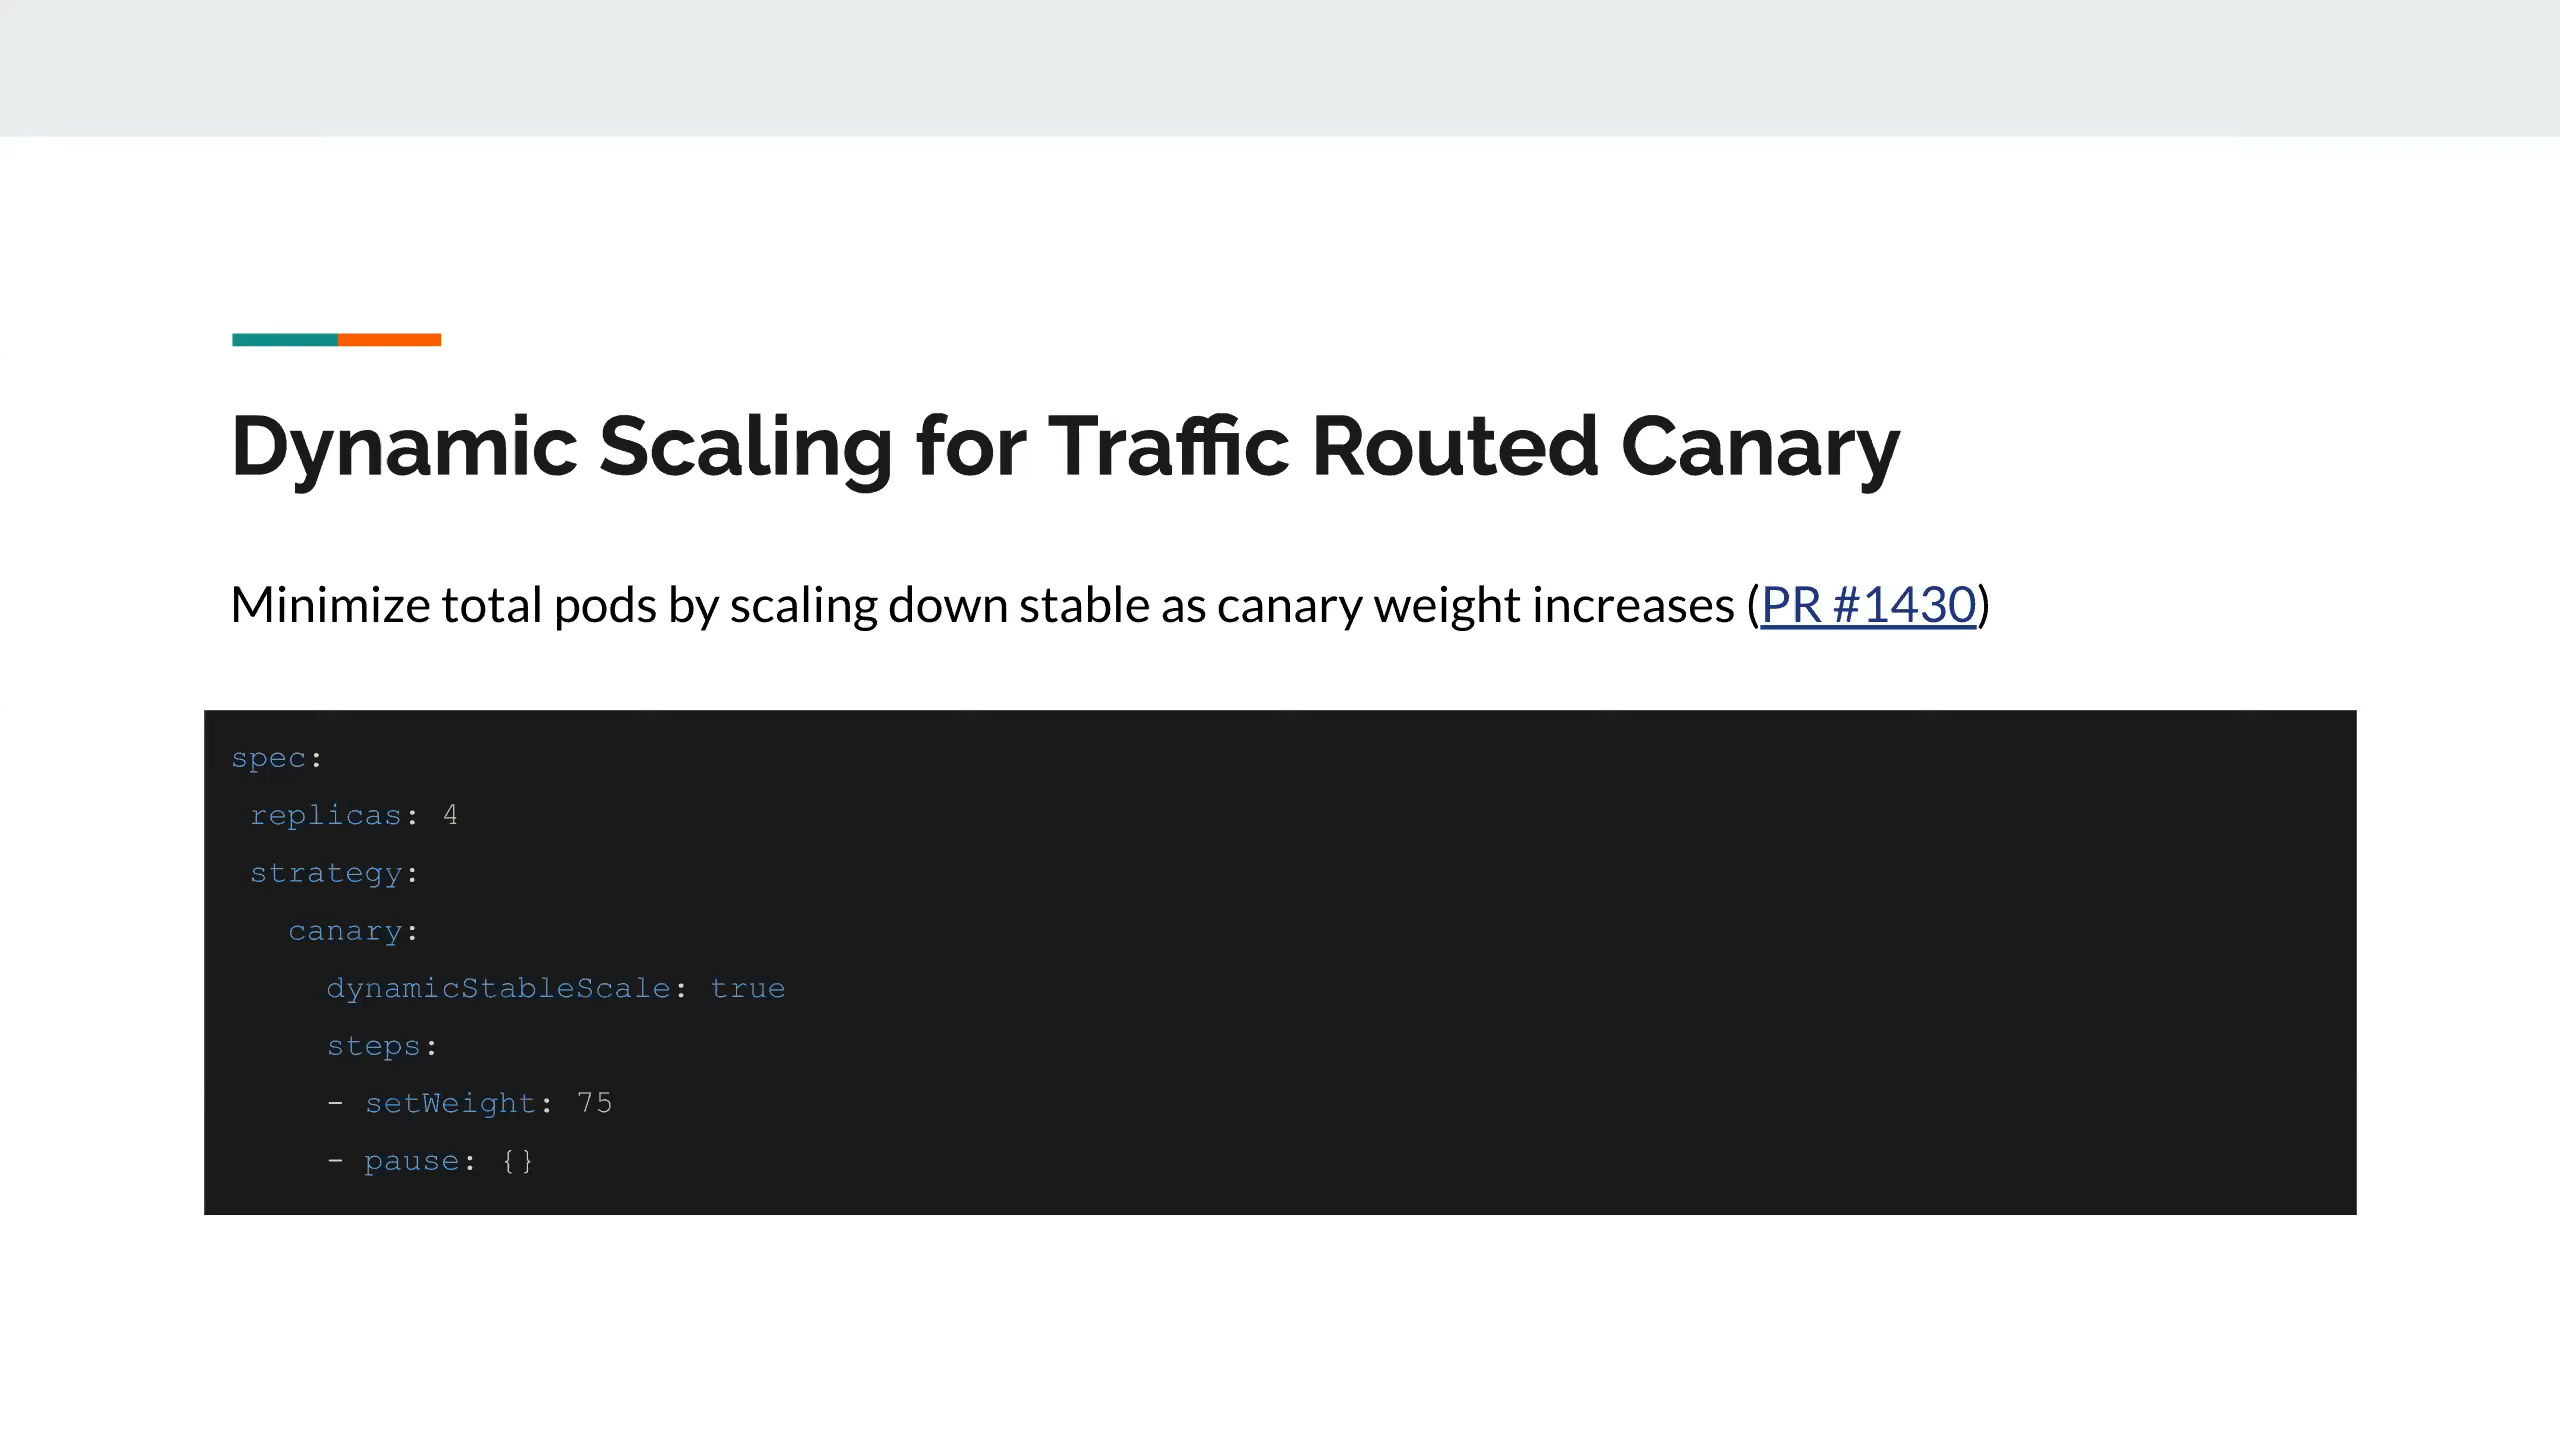 Dynamic Scaling for Traffic Routed Canary
Minimize total pods by scaling down stable as canary weight increases (PR #1430)
spec:
 replicas: 4
 strategy:
   canary:
     dynamicStableScale: true
     steps:
     - setWeight: 75
     - pause: {}